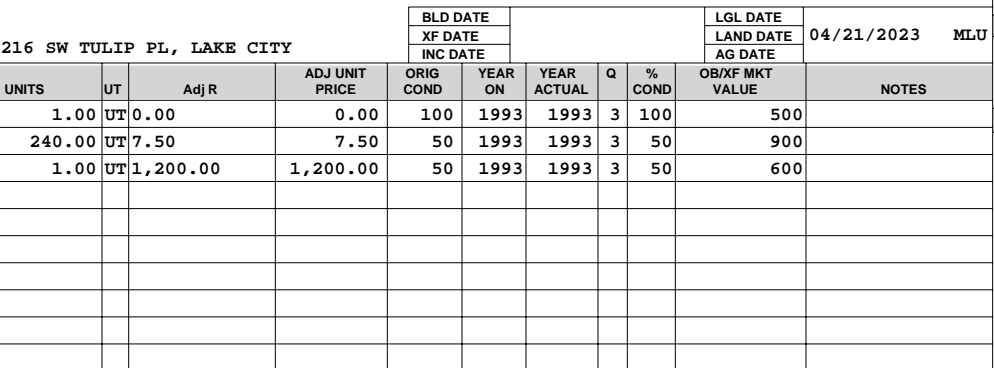 BLD DATE LGL DATE
XF DATE LAND DATE 04/21/2023 MLU
216 SW TULIP PL, LAKE CITY
INC DATE AG DATE
UNITS UT Adj R ADJ UNIT PRICE ORIG COND YEAR ON YEAR ACTUAL Q % COND OB/XF MKT VALUE NOTES
1.00 UT 0.00 0.00 100 1993 1993 3 100 500
240.00 UT 7.50 7.50 50 1993 1993 3 50 900
1.00 UT 1,200.00 1,200.00 50 1993 1993 3 50 600